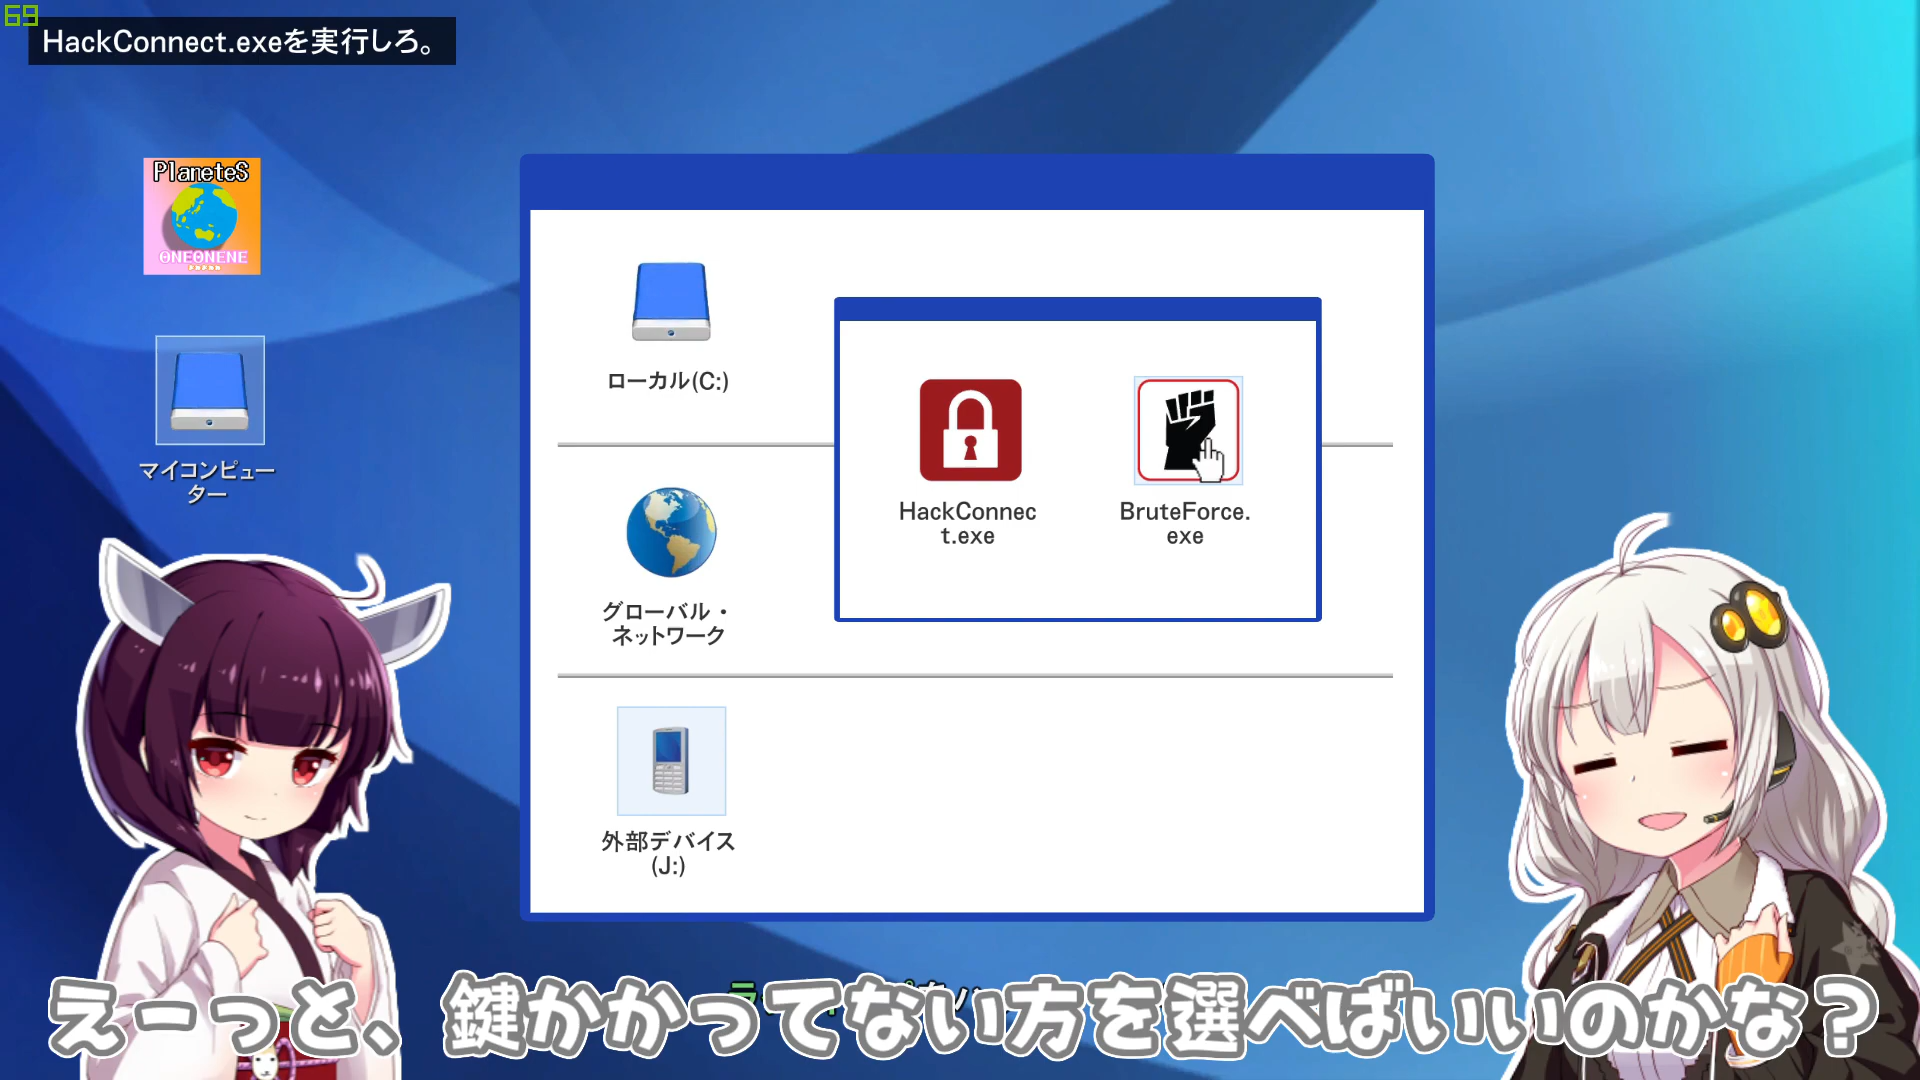 69
HackConnect.exeを実行しろ。
PlaneteS
ONEONENE
マイコンピュー
ター
ローカル(C:)
グローバル・
ネットワーク
外部デバイス
(J:)
HackConnec
t.exe
BruteForce.
exe
えーっと、鍵かかってない方を選べばいいのかな？